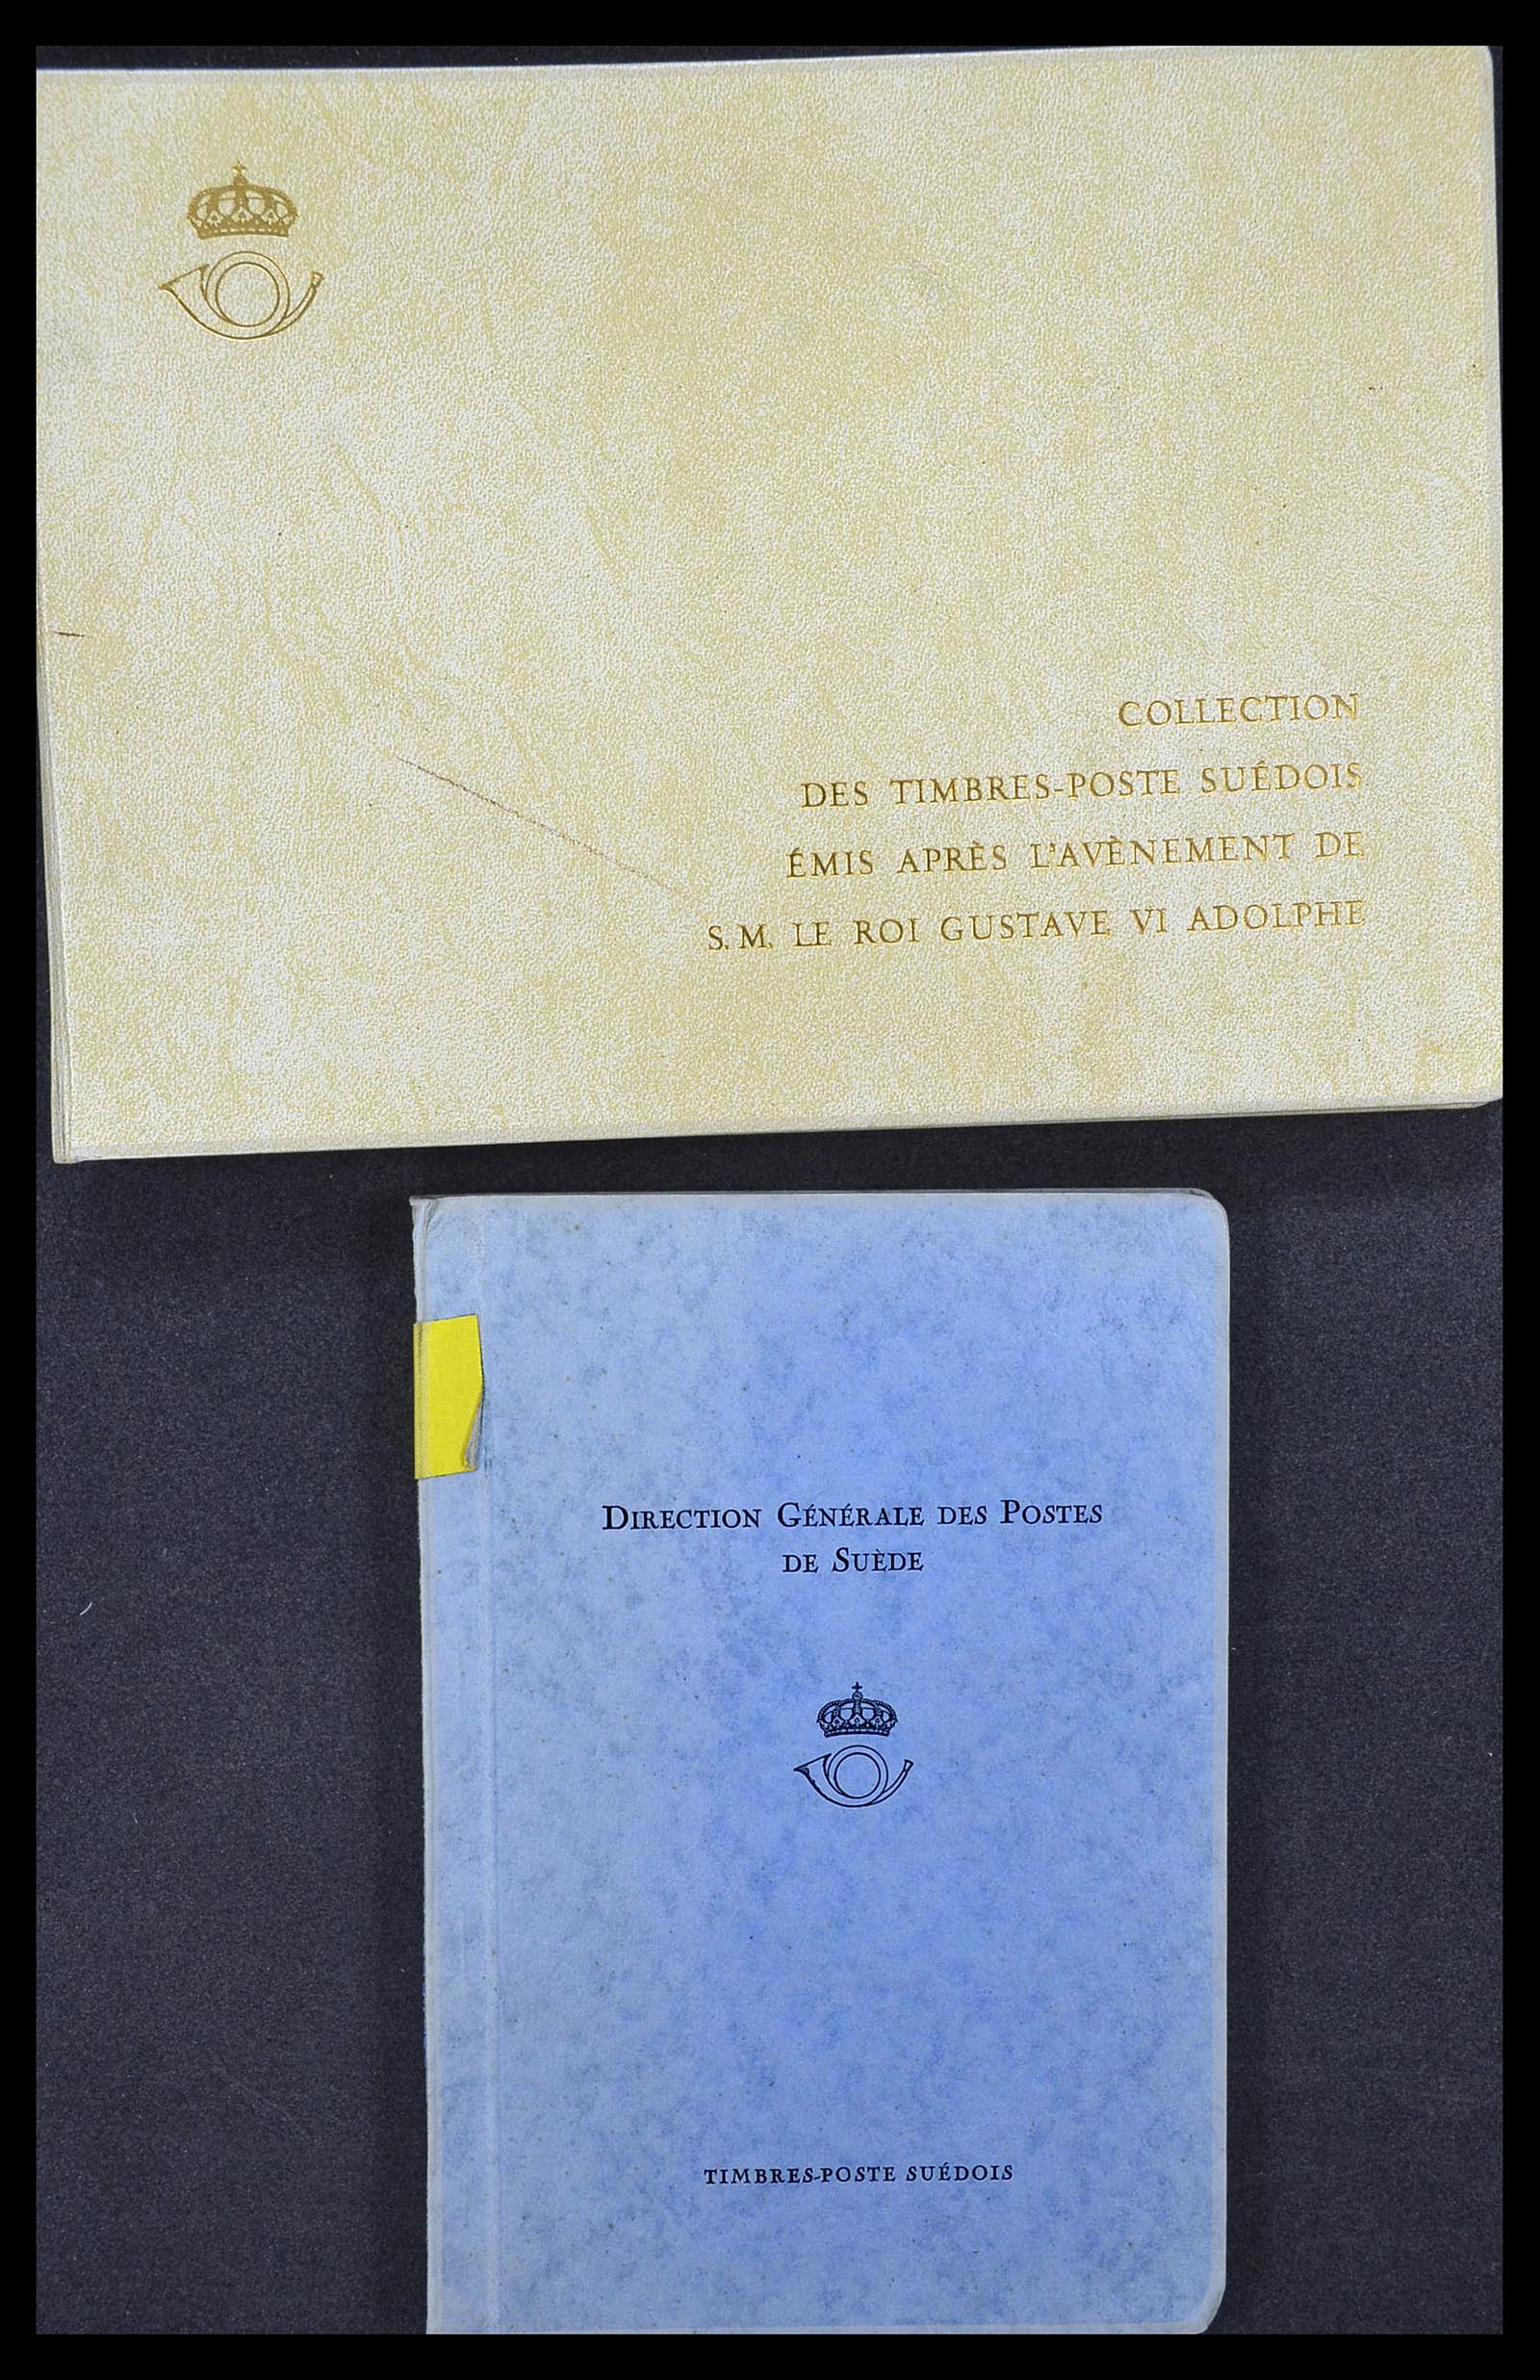 COLLECTION
DES TIMBRES-POSTE SUÉDOIS
ÉMIS APRÈS L'AVÈNEMENT DE
S.M. LE ROI GUSTAVE VI ADOLPHE
DIRECTION GÉNÉRALE DES POSTES
DE SUÈDE
TIMBRES-POSTE SUÉDOIS